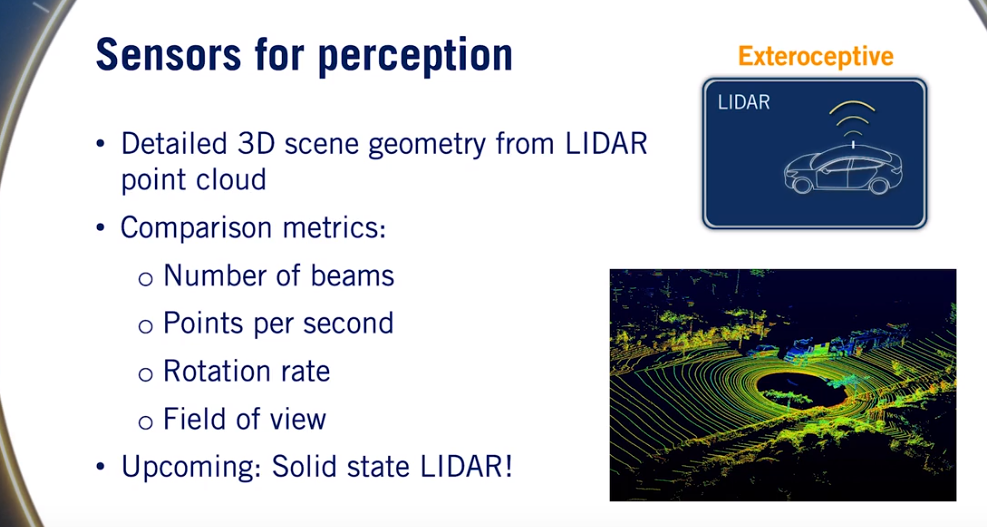 Sensors for perception
Exteroceptive
LIDAR
• Detailed 3D scene geometry from LIDAR
point cloud
• Comparison metrics:
o Number of beams
o Points per second
o Rotation rate
o Field of view
• Upcoming: Solid state LIDAR!